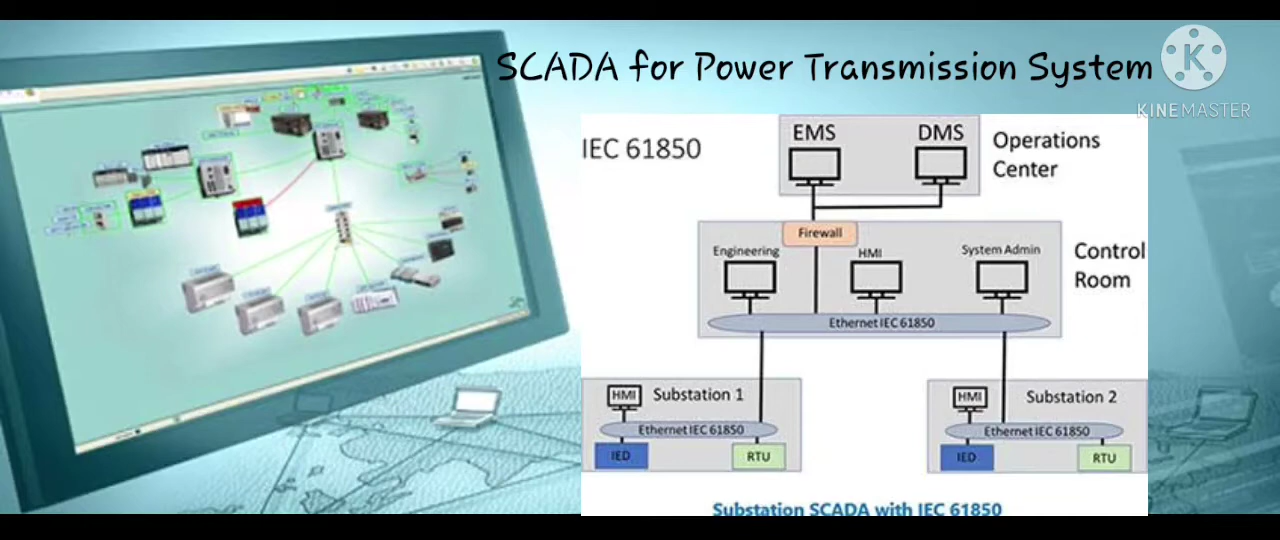 SCADA for Power Transmission System
K
KINEMASTER
IEC 61850
EMS
DMS
Operations
Center
Firewall
Engineering
HMI
System Admin
Control
Room
Ethernet IEC 61850
HMI
Substation 1
Ethernet IEC 61850
IED
RTU
HMI
Substation 2
Ethernet IEC 61850
IED
RTU
Substation SCADA with IEC 61850